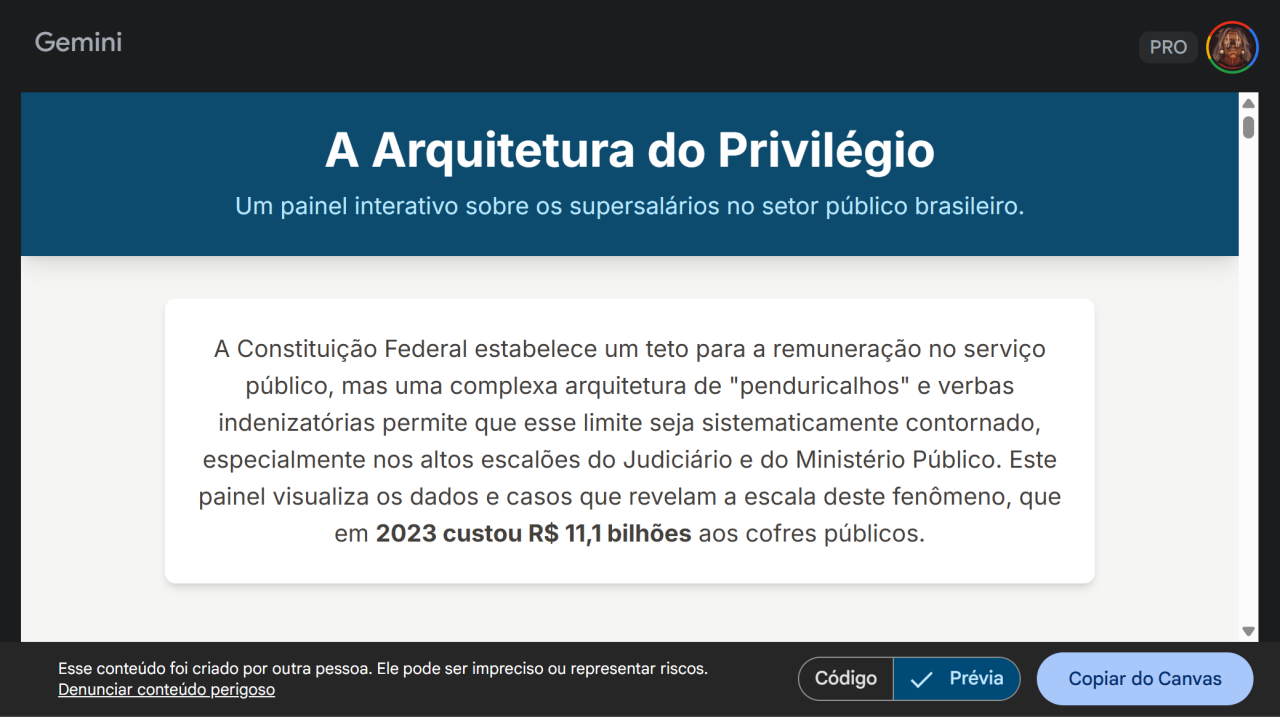 Gemini
PRO
A Arquitetura do Privilégio
Um painel interativo sobre os supersalários no setor público brasileiro.
A Constituição Federal estabelece um teto para a remuneração no serviço
público, mas uma complexa arquitetura de "penduricalhos" e verbas
indenizatórias permite que esse limite seja sistematicamente contornado,
especialmente nos altos escalões do Judiciário e do Ministério Público. Este
painel visualiza os dados e casos que revelam a escala deste fenômeno, que
em 2023 custou R$ 11,1 bilhões aos cofres públicos.
Esse conteúdo foi criado por outra pessoa. Ele pode ser impreciso ou representar riscos.
Denunciar conteúdo perigoso
Código
Prévia
Copiar do Canvas